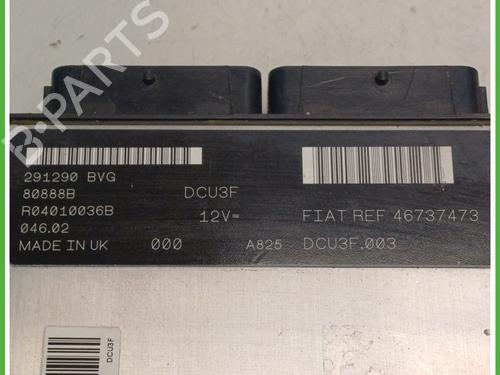 B-PARTS
291290 BVG
80888B
DCU3F
R04010036B
12V=
FIAT REF 46737473
046.02
MADE IN UK
000
A825
DCU3F.003
DCU3F